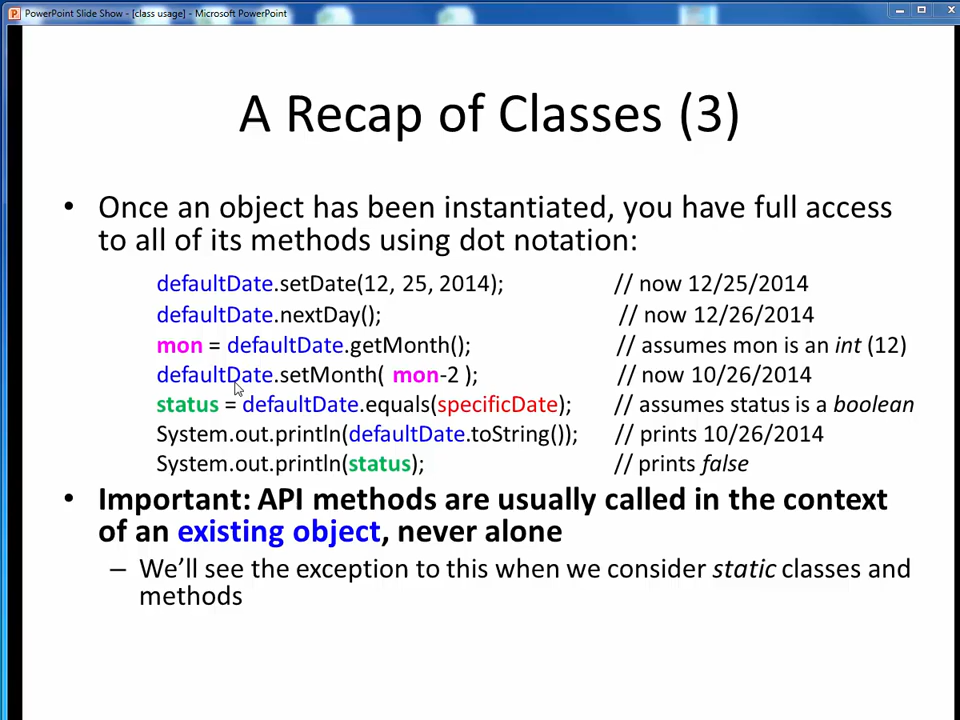 PowerPoint Slide Show - [class usage] - Microsoft PowerPoint
A Recap of Classes (3)
• Once an object has been instantiated, you have full access
to all of its methods using dot notation:
defaultDate.setDate(12, 25, 2014); // now 12/25/2014
defaultDate.nextDay(); // now 12/26/2014
mon = defaultDate.getMonth(); // assumes mon is an int (12)
defaultDate.setMonth( mon-2 ); // now 10/26/2014
status = defaultDate.equals(specificDate); // assumes status is a boolean
System.out.println(defaultDate.toString()); // prints 10/26/2014
System.out.println(status); // prints false
• Important: API methods are usually called in the context
of an existing object, never alone
– We’ll see the exception to this when we consider static classes and
methods